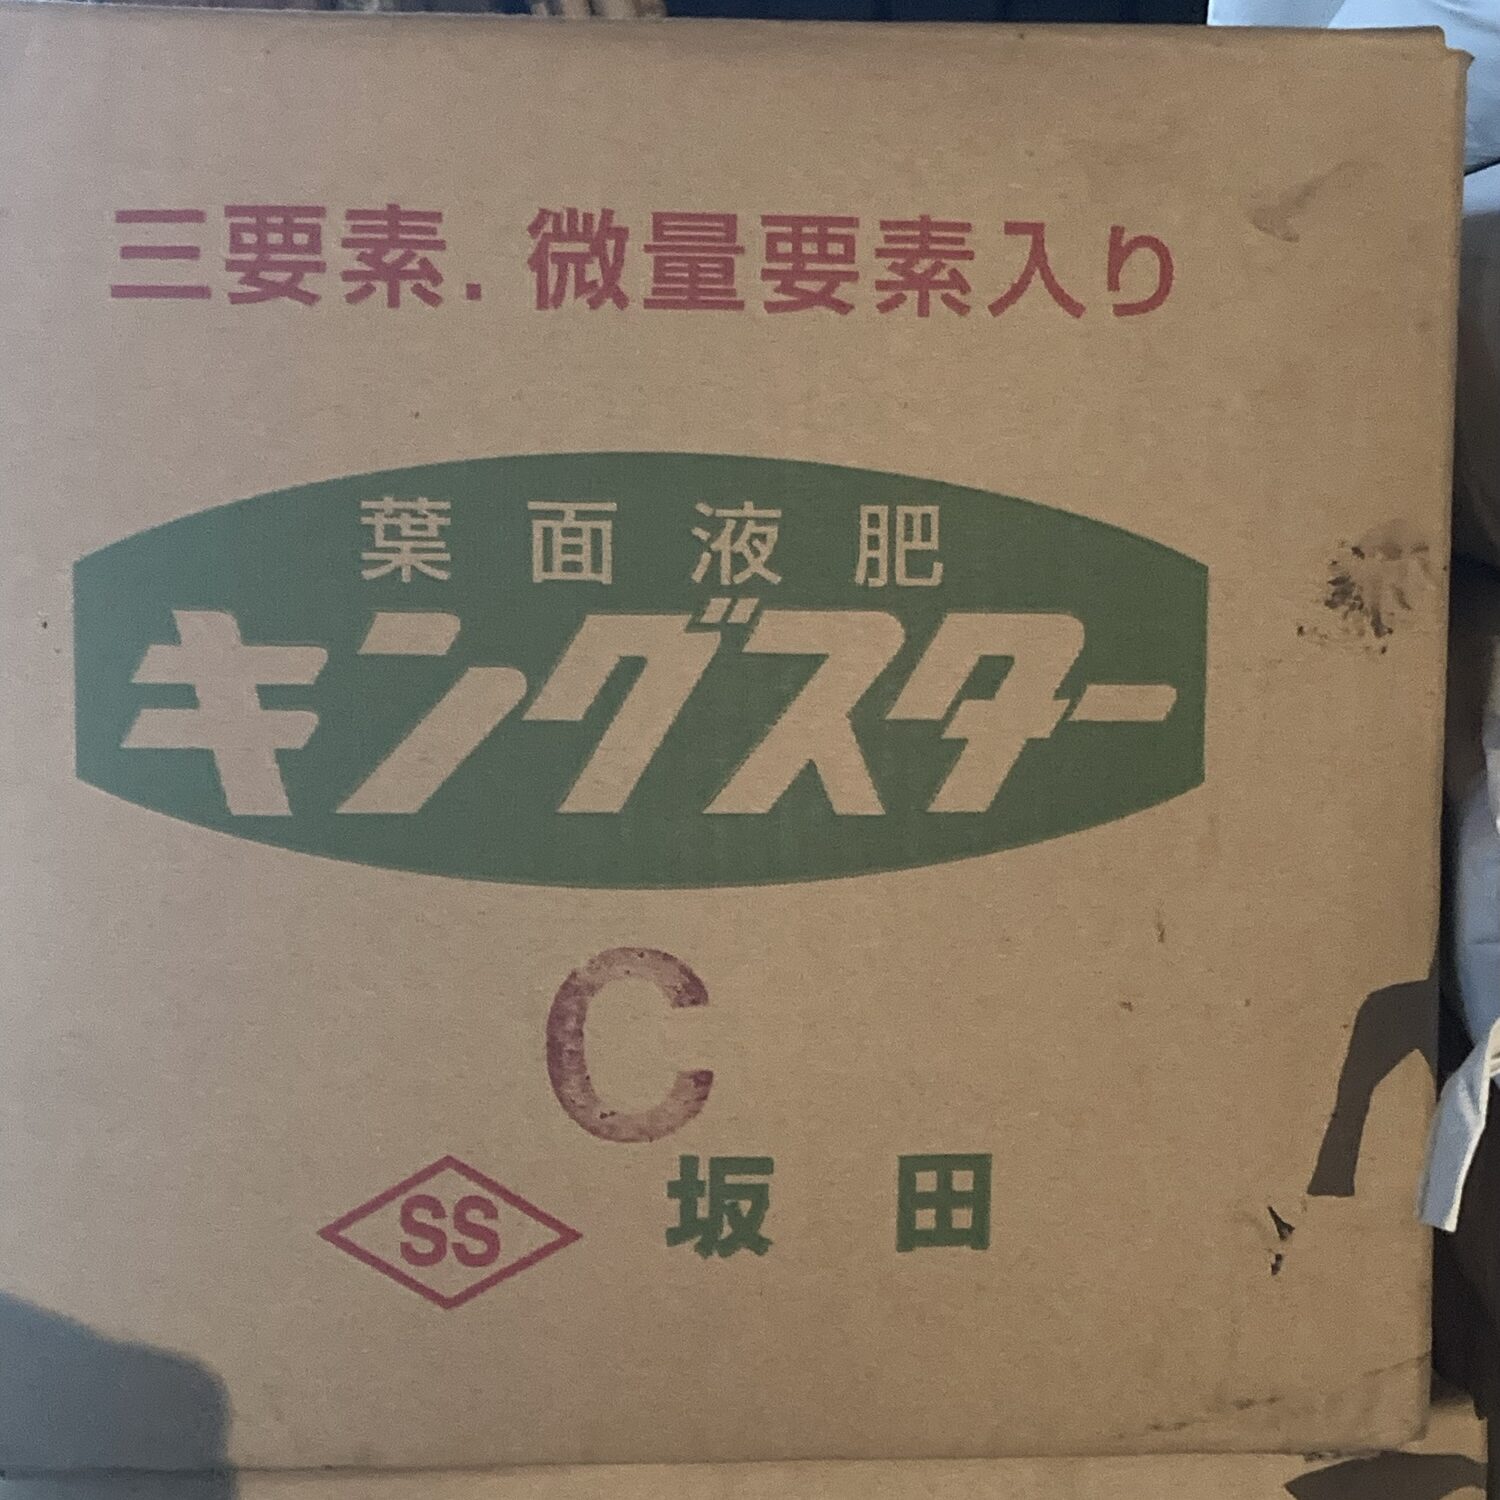 三要素.微量要素入り
葉面液肥
キングスター
C
SS 坂田